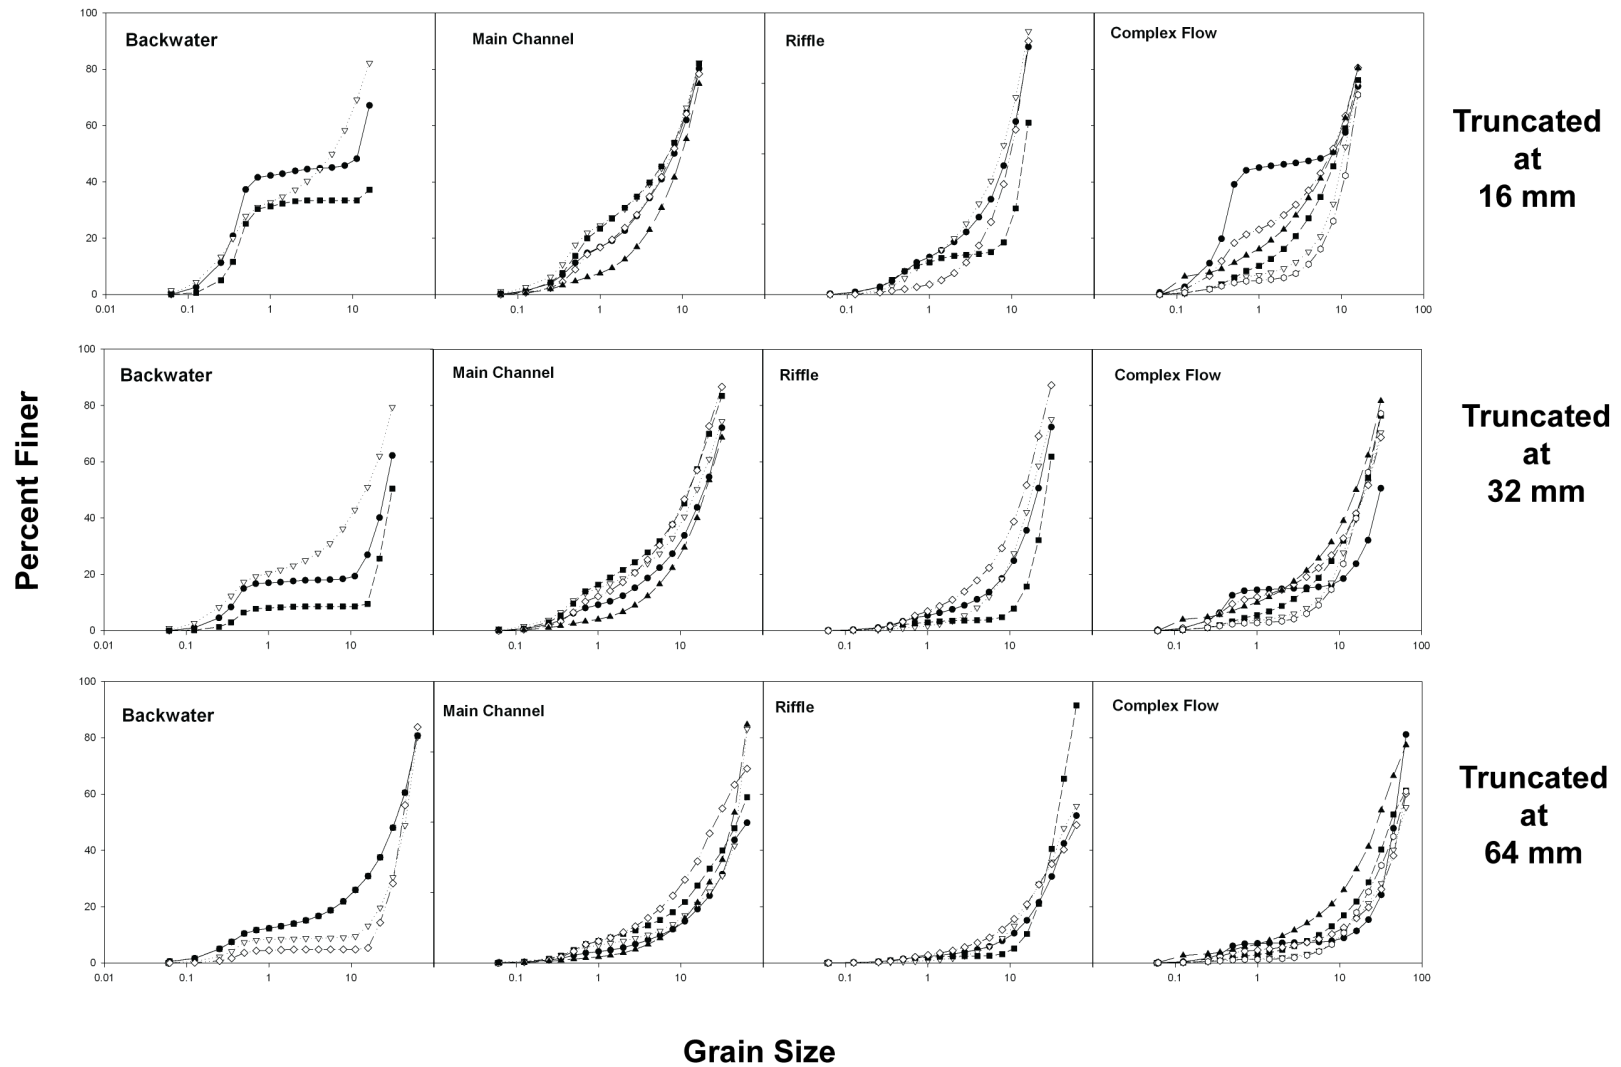 100
80
60
40
20
0
Backwater
Main Channel
Riffle
Complex Flow
0.01 0.1 1 10 0.1 1 10 0.1 1 10 0.1 1 10 100
Truncated
at
16 mm
100
80
60
40
20
0
Backwater
Main Channel
Riffle
Complex Flow
0.01 0.1 1 10 0.1 1 10 0.1 1 10 0.1 1 10 100
Truncated
at
32 mm
Percent Finer
100
80
60
40
20
0
Backwater
Main Channel
Riffle
Complex Flow
0.01 0.1 1 10 0.1 1 10 0.1 1 10 0.1 1 10 100
Truncated
at
64 mm
Grain Size